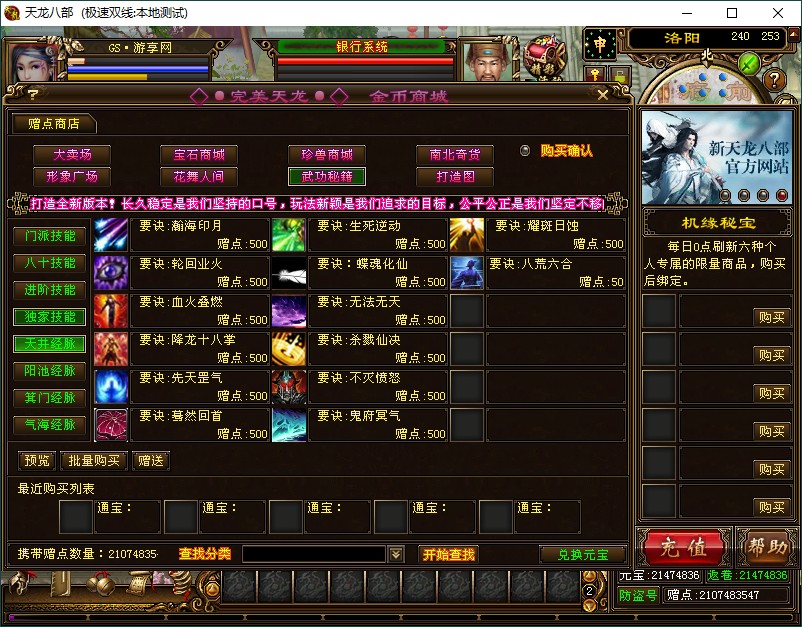 天龙八部 (极速双线:本地测试)
GS·游享网
银行系统
精彩
申
洛阳 240 253
北
?
完美天龙 金币商城
赠点商店
大卖场 宝石商城 珍兽商城 南北奇货 购买确认
形象广场 花舞人间 武功秘籍 打造图
打造全新版本！长久稳定是我们坚持的口号，玩法新颖是我们追求的目标，公平公正是我们坚定不移
门派技能
八十技能
进阶技能
独家技能
天井经脉
阳池经脉
箕门经脉
气海经脉
要诀:瀚海印月 赠点:500
要诀:生死逆动 赠点:500
要诀:耀斑日蚀 赠点:500
要诀:轮回业火 赠点:500
要诀:蝶魂化仙 赠点:500
要诀:八荒六合 赠点:50
要诀:血火叠燃 赠点:500
要诀:无法无天 赠点:500
要诀:降龙十八掌 赠点:500
要诀:杀戮仙决 赠点:500
要诀:先天罡气 赠点:500
要诀:不灭愤怒 赠点:500
要诀:蓦然回首 赠点:500
要诀:鬼府冥气 赠点:500
预览 批量购买 赠送
最近购买列表
通宝: 通宝: 通宝: 通宝: 通宝:
携带赠点数量:21074835 查找分类 开始查找 兑换元宝
新天龙八部
官方网站
机缘秘宝
每日0点刷新六种个
人专属的限量商品，购买
后绑定。
购买
购买
购买
购买
购买
购买
充值 帮助
元宝:21474836 返卷:21474836
防盗号 赠点:2107483547
2